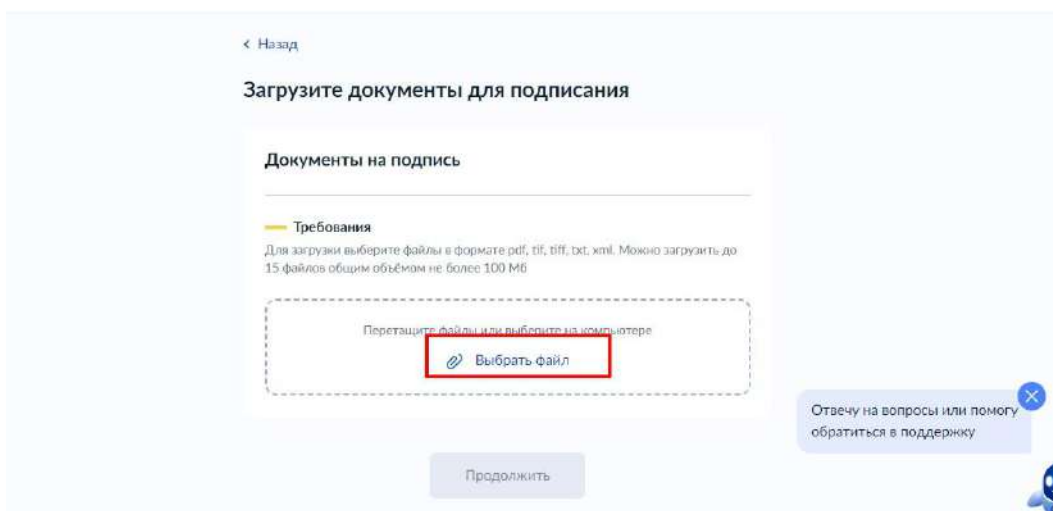 Назад
Загрузите документы для подписания
Документы на подпись
Требования
Для загрузки выберите файлы в формате pdf, tif, tiff, txt, xml. Можно загрузить до
15 файлов общим объёмом не более 100 Мб
Перетащите файлы или выберите на компьютере
Выбрать файл
Отвечу на вопросы или помогу
обратиться в поддержку
Продолжить